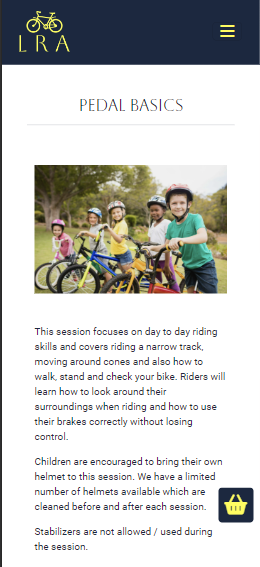 LRA
PEDAL BASICS
This session focuses on day to day riding
skills and covers riding a narrow track,
moving around cones and also how to
walk, stand and check your bike. Riders will
learn how to look around their
surroundings when riding and how to use
their brakes correctly without losing
control.
Children are encouraged to bring their own
helmet to this session. We have a limited
number of helmets available which are
cleaned before and after each session.
Stabilizers are not allowed / used during
the session.